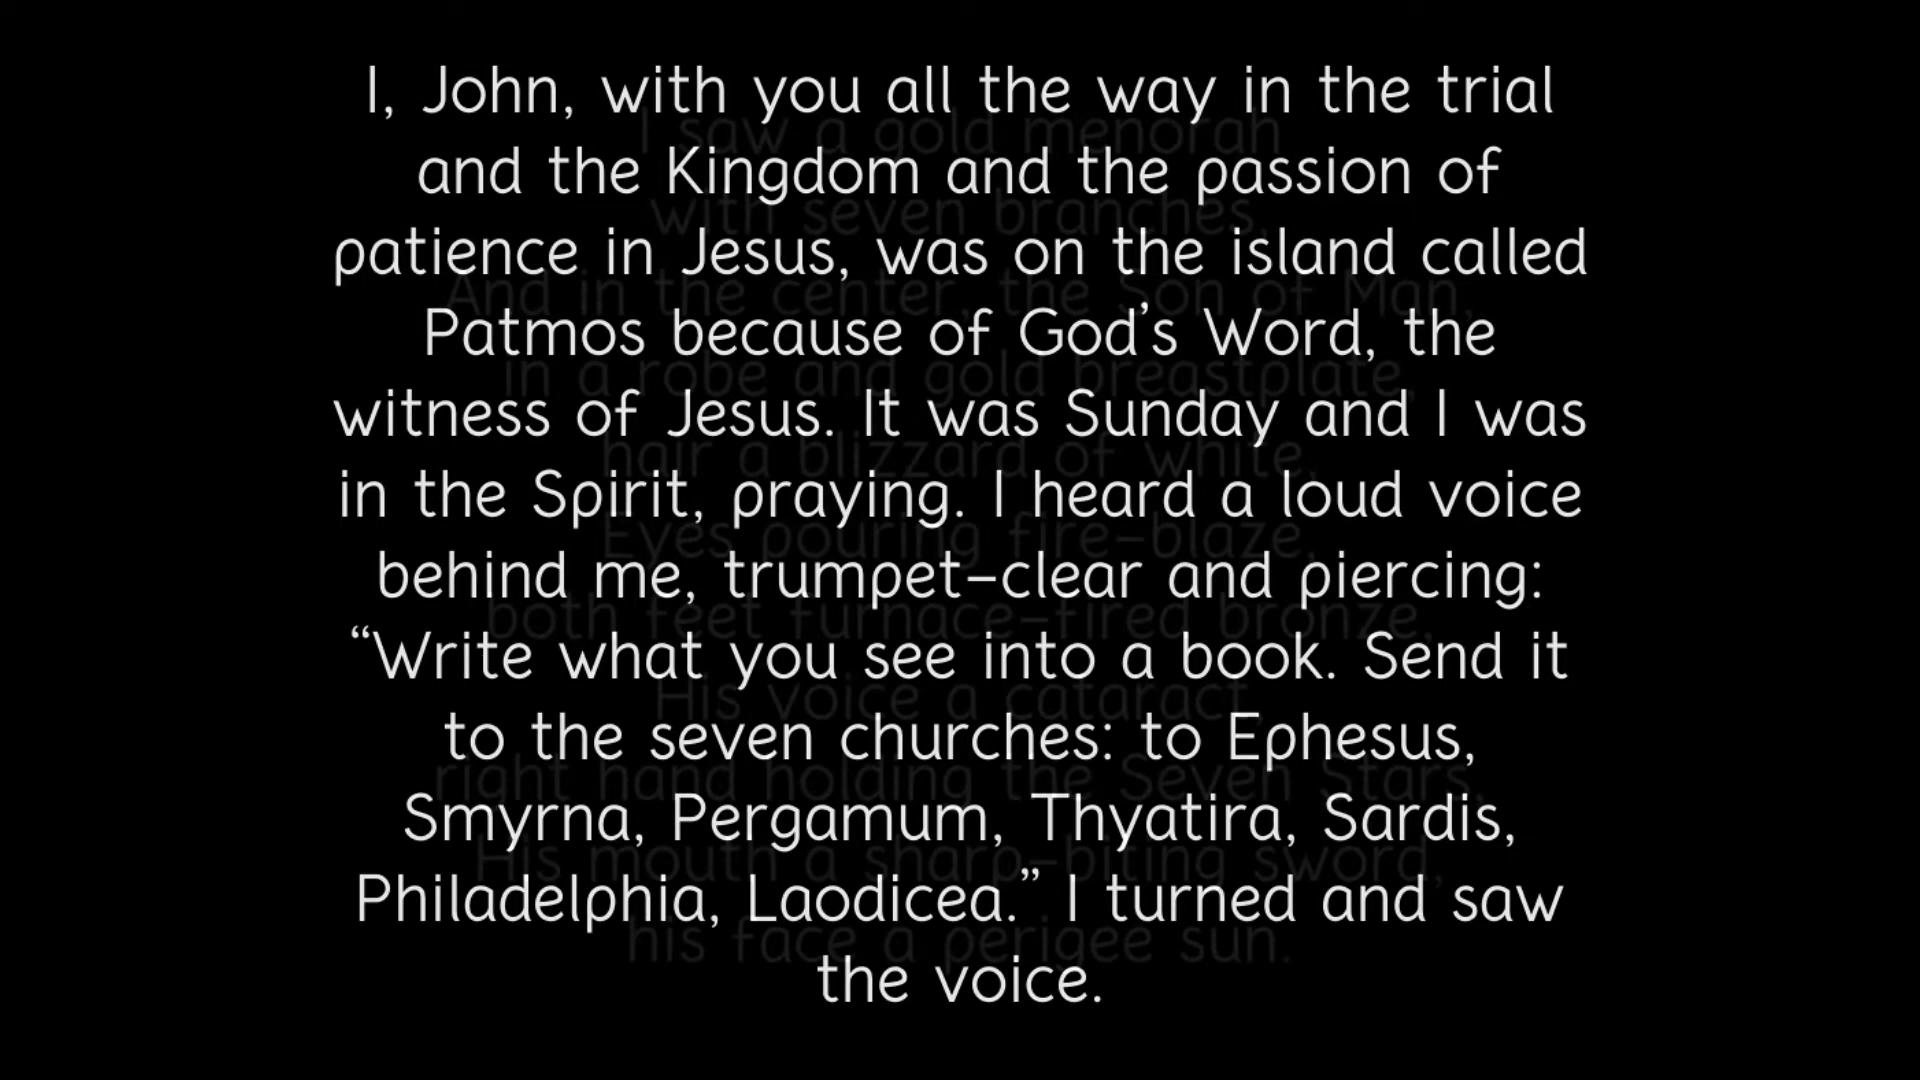 I, John, with you all the way in the trial
and the Kingdom and the passion of
patience in Jesus, was on the island called
Patmos because of God’s Word, the
witness of Jesus. It was Sunday and I was
in the Spirit, praying. I heard a loud voice
behind me, trumpet–clear and piercing:
“Write what you see into a book. Send it
to the seven churches: to Ephesus,
Smyrna, Pergamum, Thyatira, Sardis,
Philadelphia, Laodicea.” I turned and saw
the voice.
I saw a gold menorah
with seven branches,
And in the center, the Son of Man,
in a robe and gold breastplate,
hair a blizzard of white,
Eyes pouring fire–blaze,
both feet furnace–fired bronze,
His voice a cataract,
right hand holding the Seven Stars,
His mouth a sharp–biting sword,
his face a perigee sun.